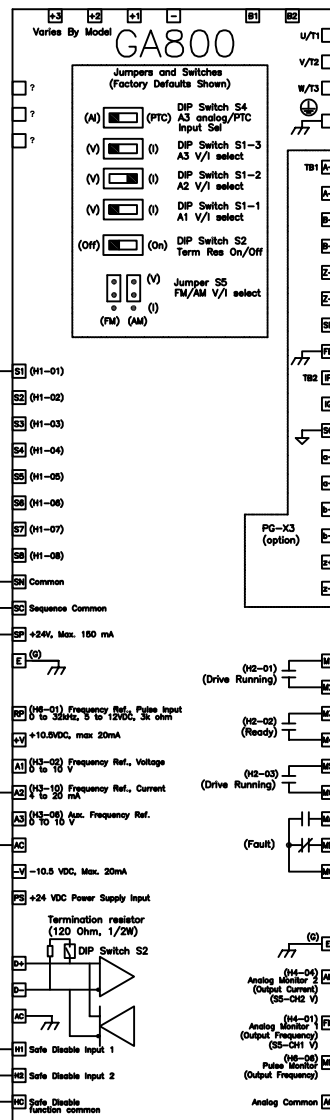 +3 +2 +1 - B1 B2
Varies By Model
GA800
U/T1
V/T2
W/T3
?
?
?
Jumpers and Switches
(Factory Defaults Shown)
(AI) (PTC) DIP Switch S4
A3 analog/PTC
Input Sel
(V) (I) DIP Switch S1-3
A3 V/I select
(V) (I) DIP Switch S1-2
A2 V/I select
(V) (I) DIP Switch S1-1
A1 V/I select
(Off) (On) DIP Switch S2
Term Res On/Off
(V) Jumper S5
FM/AM V/I select
(I)
(FM) (AM)
TB1
TB2
PG-X3
(option)
S1 (H1-01)
S2 (H1-02)
S3 (H1-03)
S4 (H1-04)
S5 (H1-05)
S6 (H1-06)
S7 (H1-07)
S8 (H1-08)
SN Common
SC Sequence Common
SP +24V, Max. 150 mA
E (G)
RP (H6-01) Frequency Ref., Pulse Input
0 to 32kHz, 5 to 12VDC, 3k ohm
+V +10.5VDC, max 20mA
A1 (H3-02) Frequency Ref., Voltage
0 to 10 V
A2 (H3-10) Frequency Ref., Current
4 to 20 mA
A3 (H3-06) Aux. Frequency Ref.
0 TO 10 V
AC
-V -10.5 VDC, Max. 20mA
PS +24 VDC Power Supply Input
Termination resistor
(120 Ohm, 1/2W)
DIP Switch S2
D+
D-
AC
H1 Safe Disable Input 1
H2 Safe Disable Input 2
HC Safe Disable
function common
(H2-01)
(Drive Running)
(H2-02)
(Ready)
(H2-03)
(Drive Running)
(Fault)
(G) E
(H4-04)
Analog Monitor 2
(Output Current)
(S5-CH2 V)
(H4-01)
Analog Monitor 1
(Output Frequency)
(S5-CH1 V)
(H6-06)
Pulse Monitor
(Output Frequency)
Analog Common